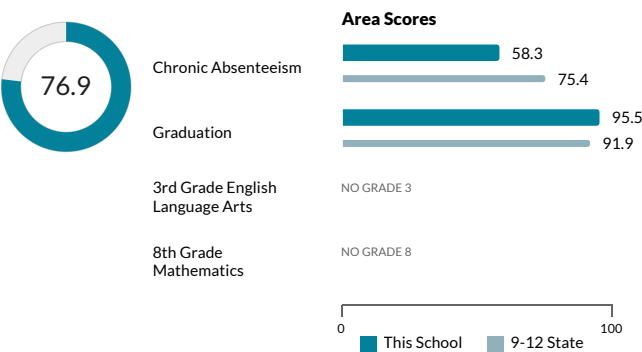 76.9
Area Scores
Chronic Absenteeism
58.3
75.4
Graduation
95.5
91.9
3rd Grade English
Language Arts
NO GRADE 3
8th Grade
Mathematics
NO GRADE 8
0
100
This School
9-12 State